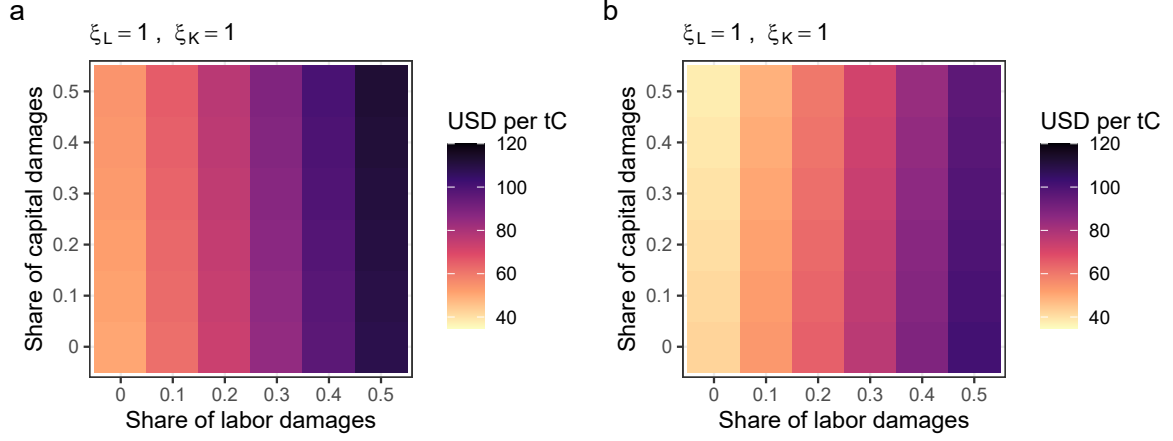 a
ξL = 1 , ξK = 1
Share of capital damages
0.5
0.4
0.3
0.2
0.1
0
0 0.1 0.2 0.3 0.4 0.5
Share of labor damages
USD per tC
120
100
80
60
40
b
ξL = 1 , ξK = 1
Share of capital damages
0.5
0.4
0.3
0.2
0.1
0
0 0.1 0.2 0.3 0.4 0.5
Share of labor damages
USD per tC
120
100
80
60
40